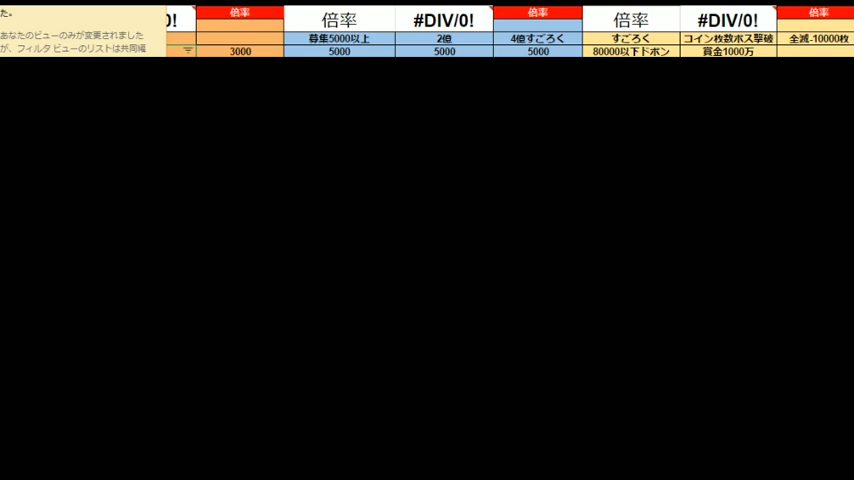 た。
あなたのビューのみが変更されました
が、フィルタ ビューのリストは共同編
0! 倍率 倍率 #DIV/0! 倍率 倍率 #DIV/0! 倍率
募集5000以上 2億 4億すごろく すごろく コイン枚数ボス撃破 全滅-10000枚
3000 5000 5000 5000 80000以下ドボン 賞金1000万